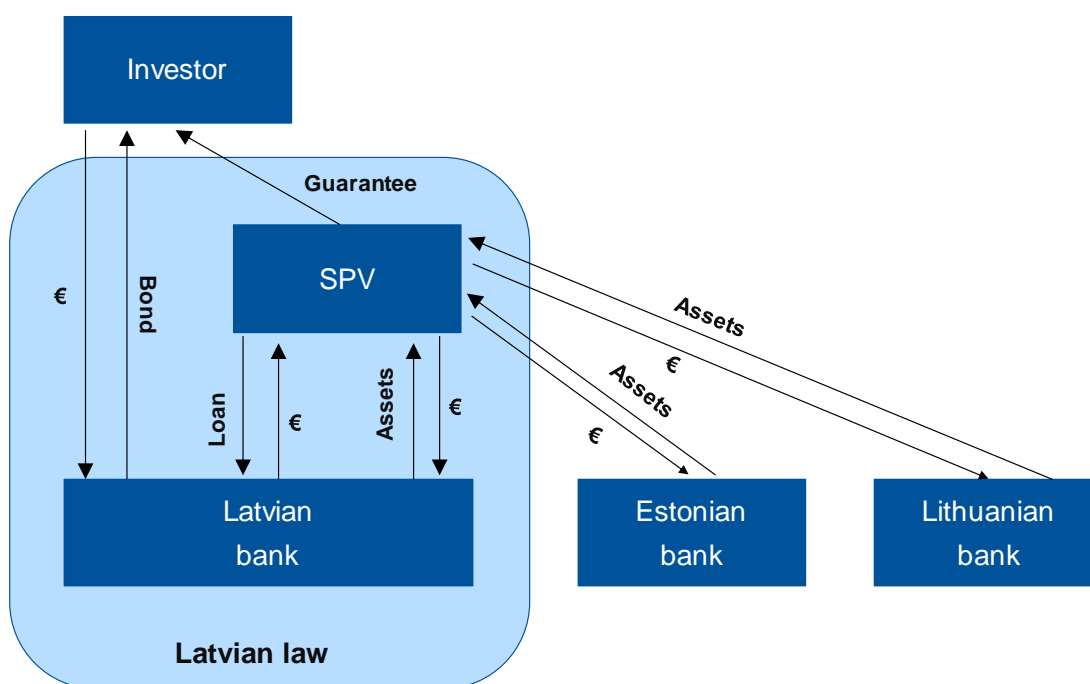 Investor
Guarantee
SPV
€
Bond
Assets
€
Assets
€
Loan
€
Assets
€
Latvian
bank
Estonian
bank
Lithuanian
bank
Latvian law